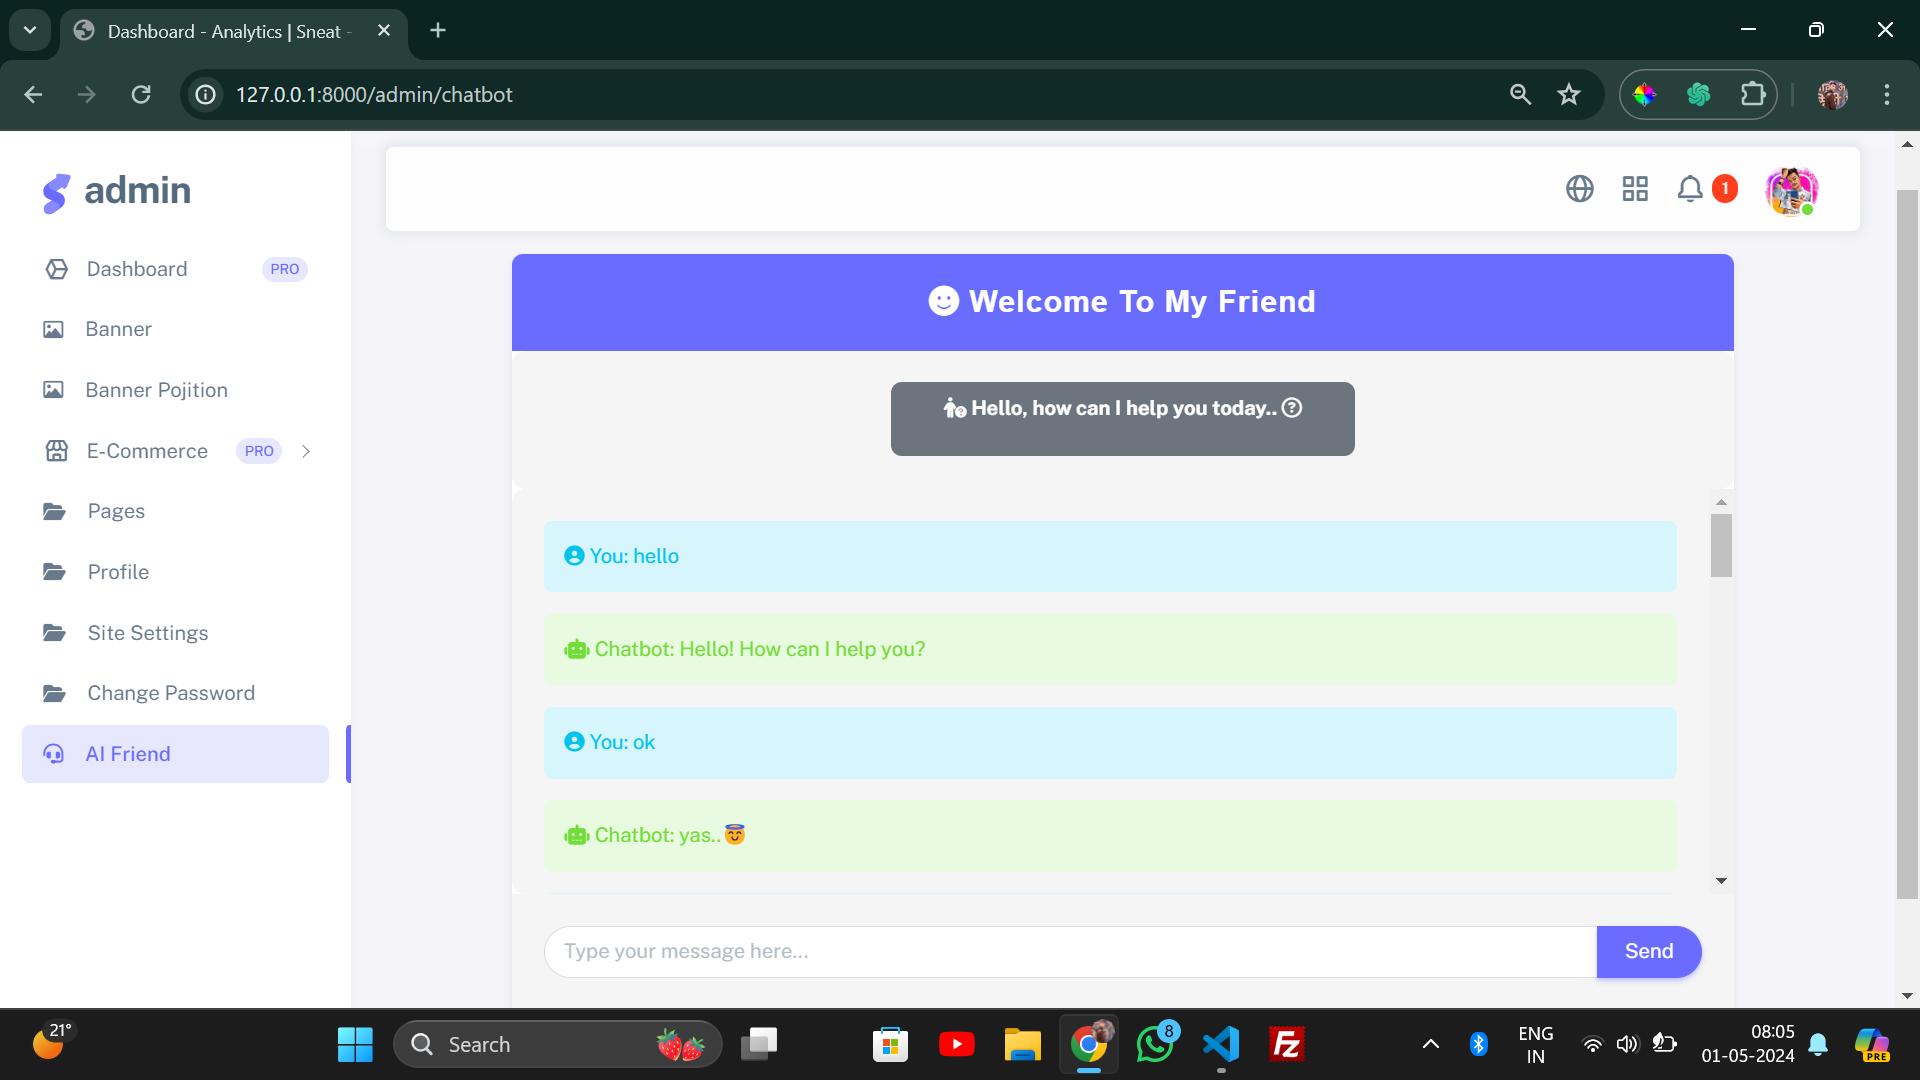 Dashboard - Analytics | Sneat -
127.0.0.1:8000/admin/chatbot
admin
1
Dashboard PRO
Banner
Banner Pojition
E-Commerce PRO
Pages
Profile
Site Settings
Change Password
AI Friend
Welcome To My Friend
Hello, how can I help you today..
You: hello
Chatbot: Hello! How can I help you?
You: ok
Chatbot: yas..😇
Type your message here...
Send
21°
Search
8
ENG
IN
08:05
01-05-2024
PRE